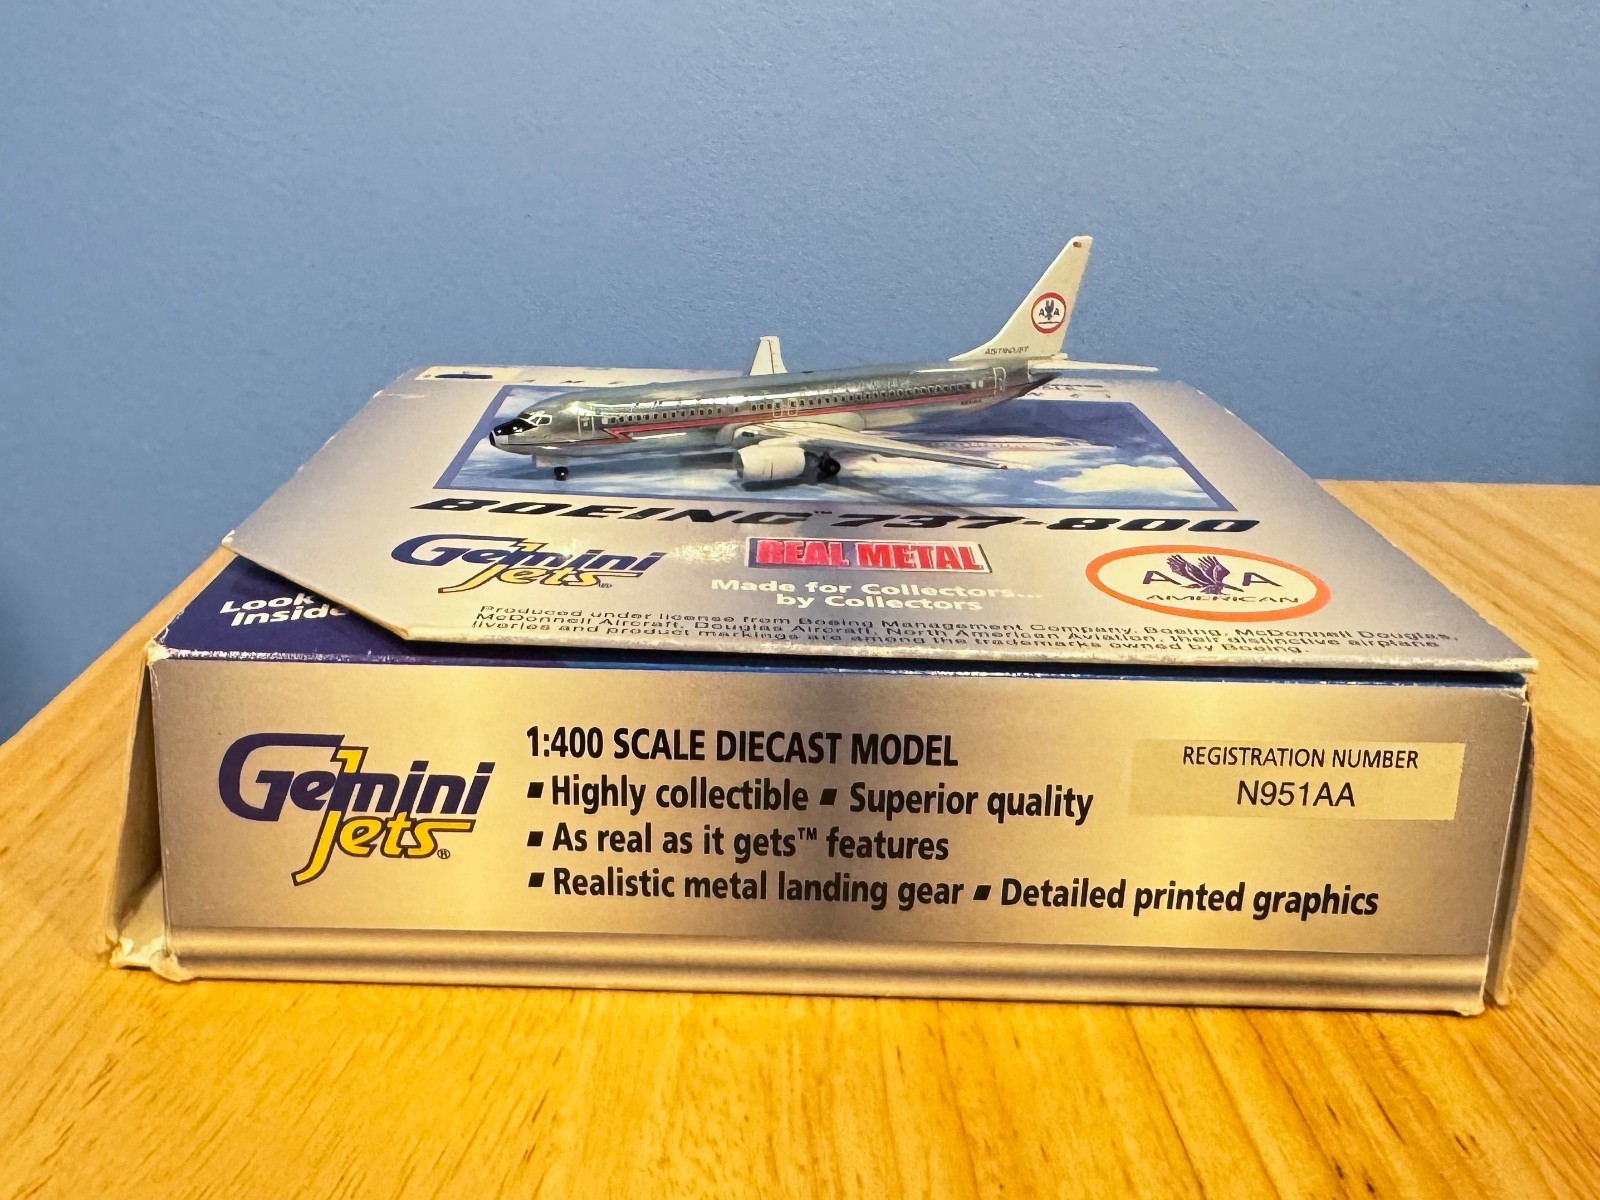 A A
ASTROJET
BOEING™ 737-800
Gemini Jets®
REAL METAL
Made for Collectors...
by Collectors
A A
AMERICAN
Produced under license from Boeing Management Company. Boeing, McDonnell Douglas,
McDonnell Aircraft, Douglas Aircraft, North American Aviation, their distinctive airplane
liveries and product markings are among the trademarks owned by Boeing.
Look
Inside
Gemini
Jets®
1:400 SCALE DIECAST MODEL
▪ Highly collectible ▪ Superior quality
▪ As real as it gets™ features
▪ Realistic metal landing gear ▪ Detailed printed graphics
REGISTRATION NUMBER
N951AA